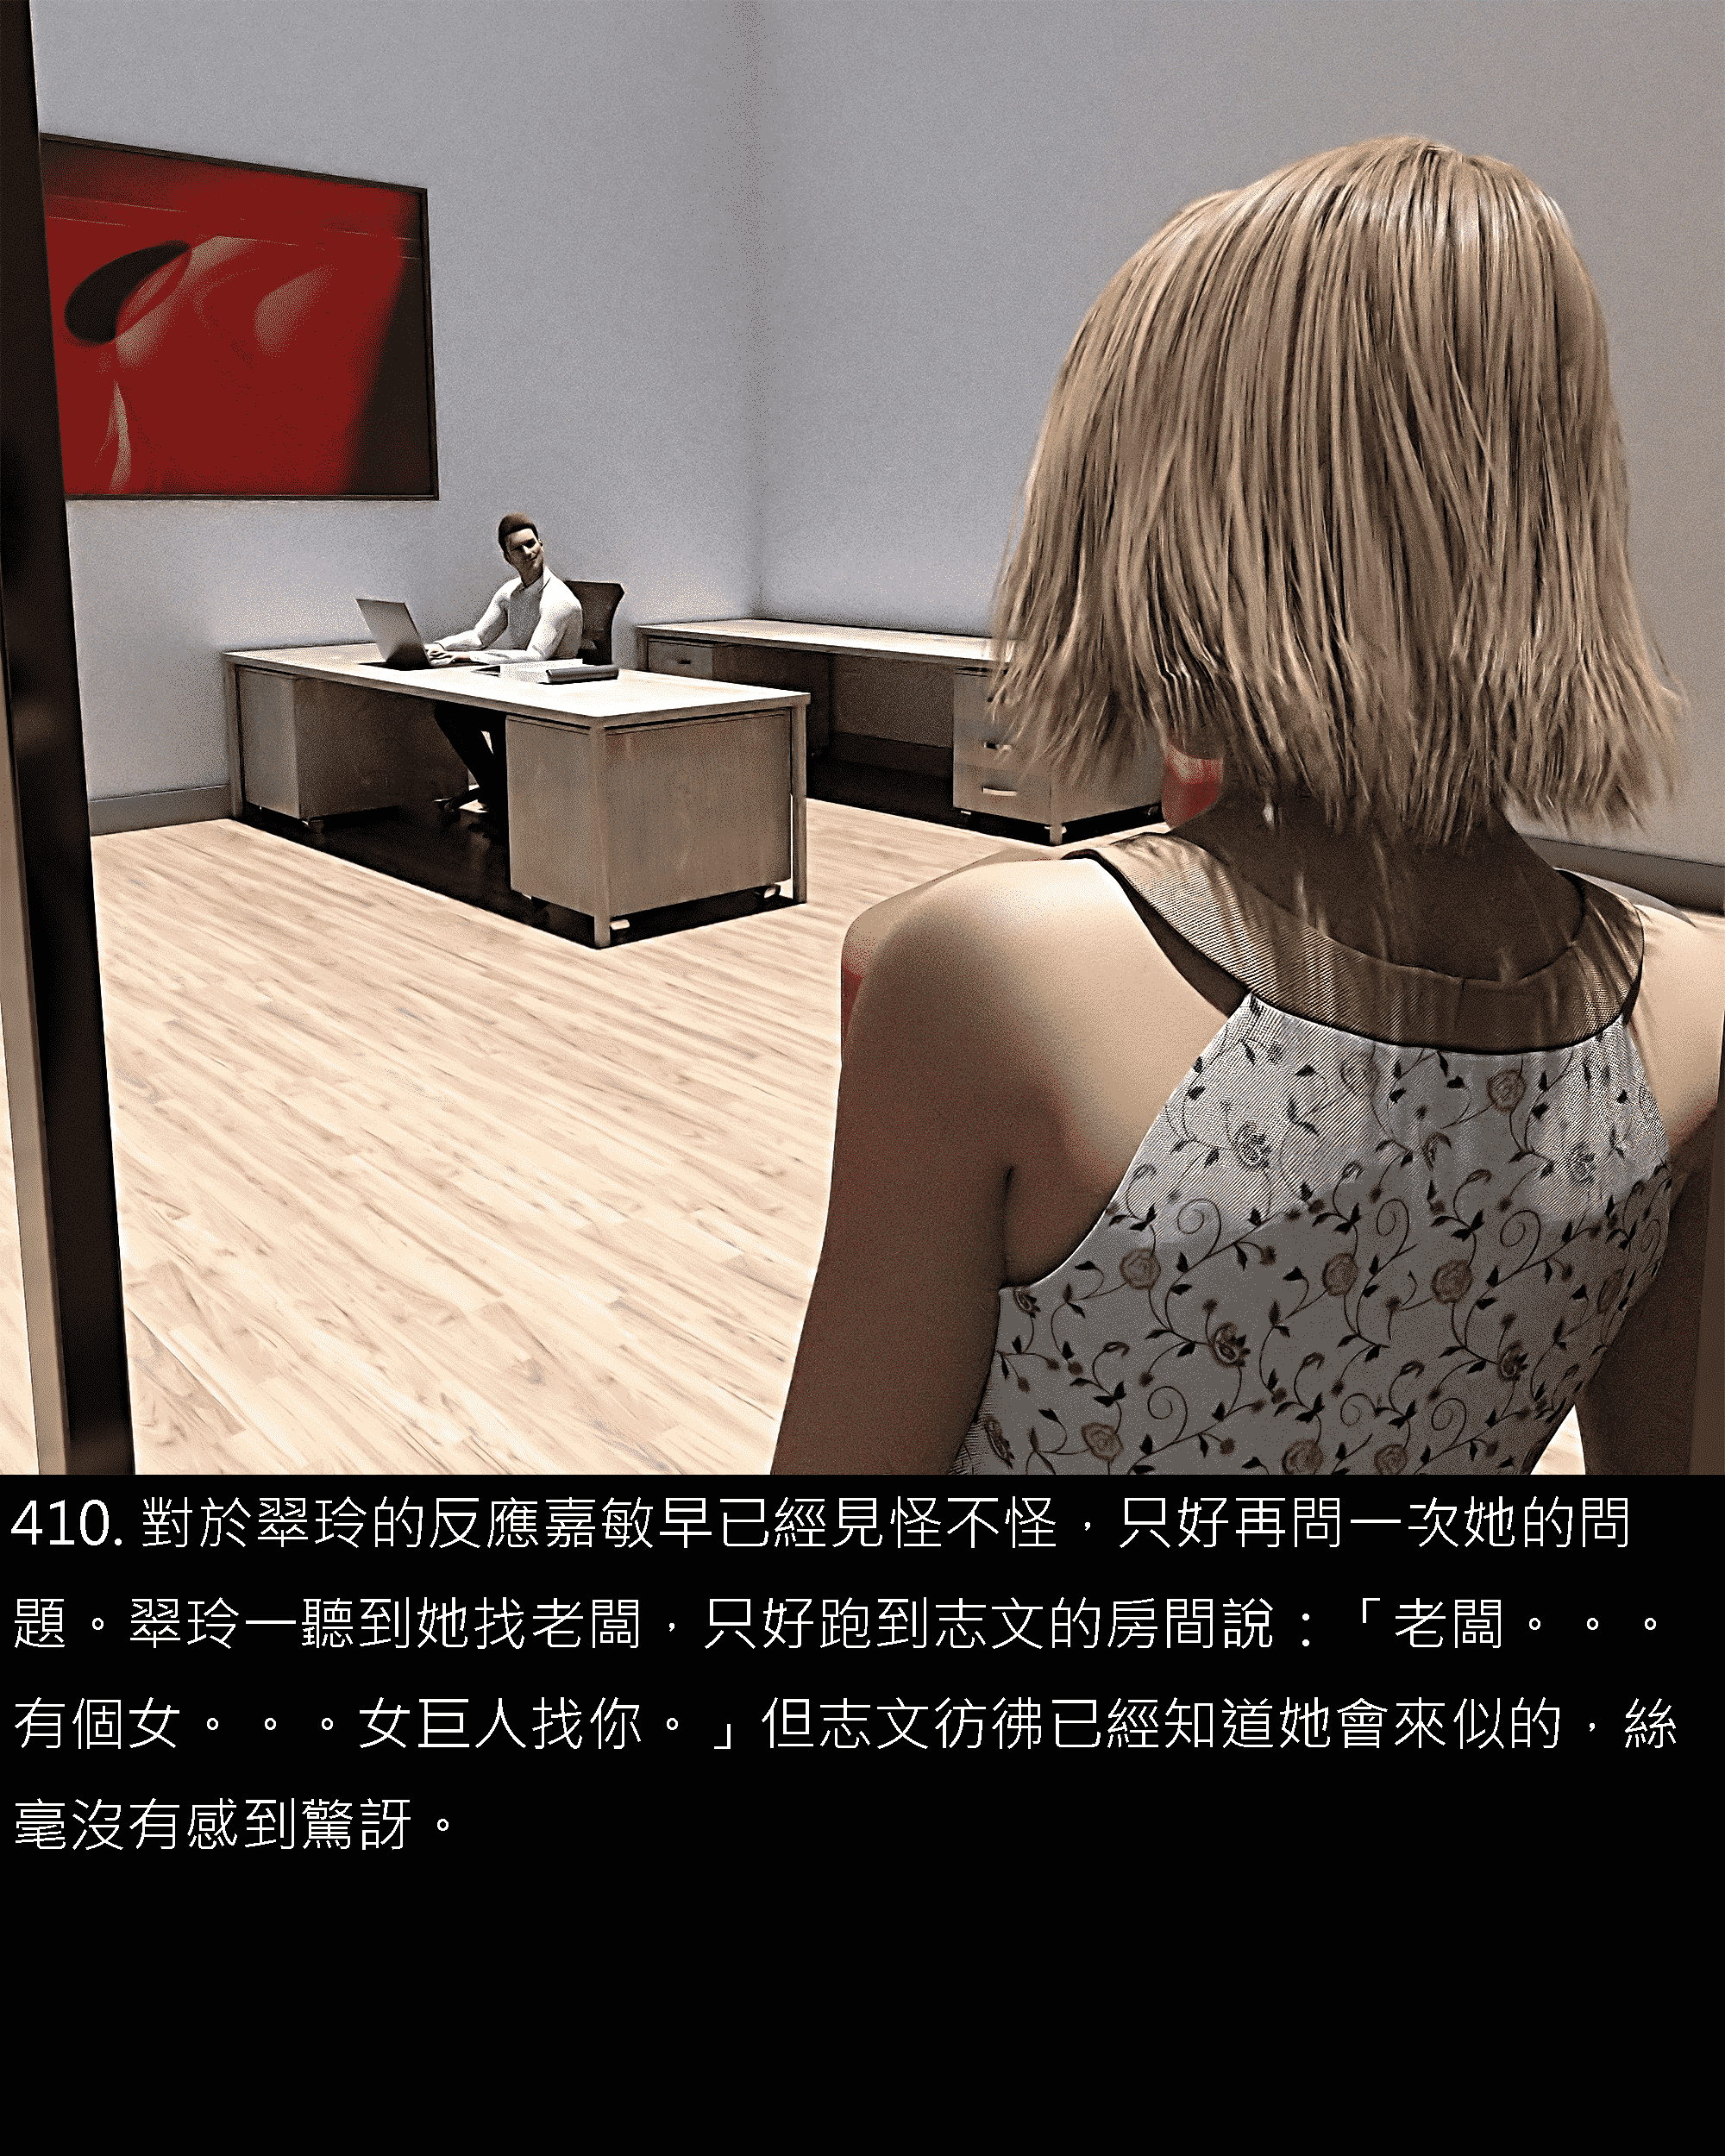 410. 對於翠玲的反應嘉敏早已經見怪不怪，只好再問一次她的問
題。翠玲一聽到她找老闆，只好跑到志文的房間說：「老闆。。。
有個女。。。女巨人找你。」但志文彷彿已經知道她會來似的，絲
毫沒有感到驚訝。